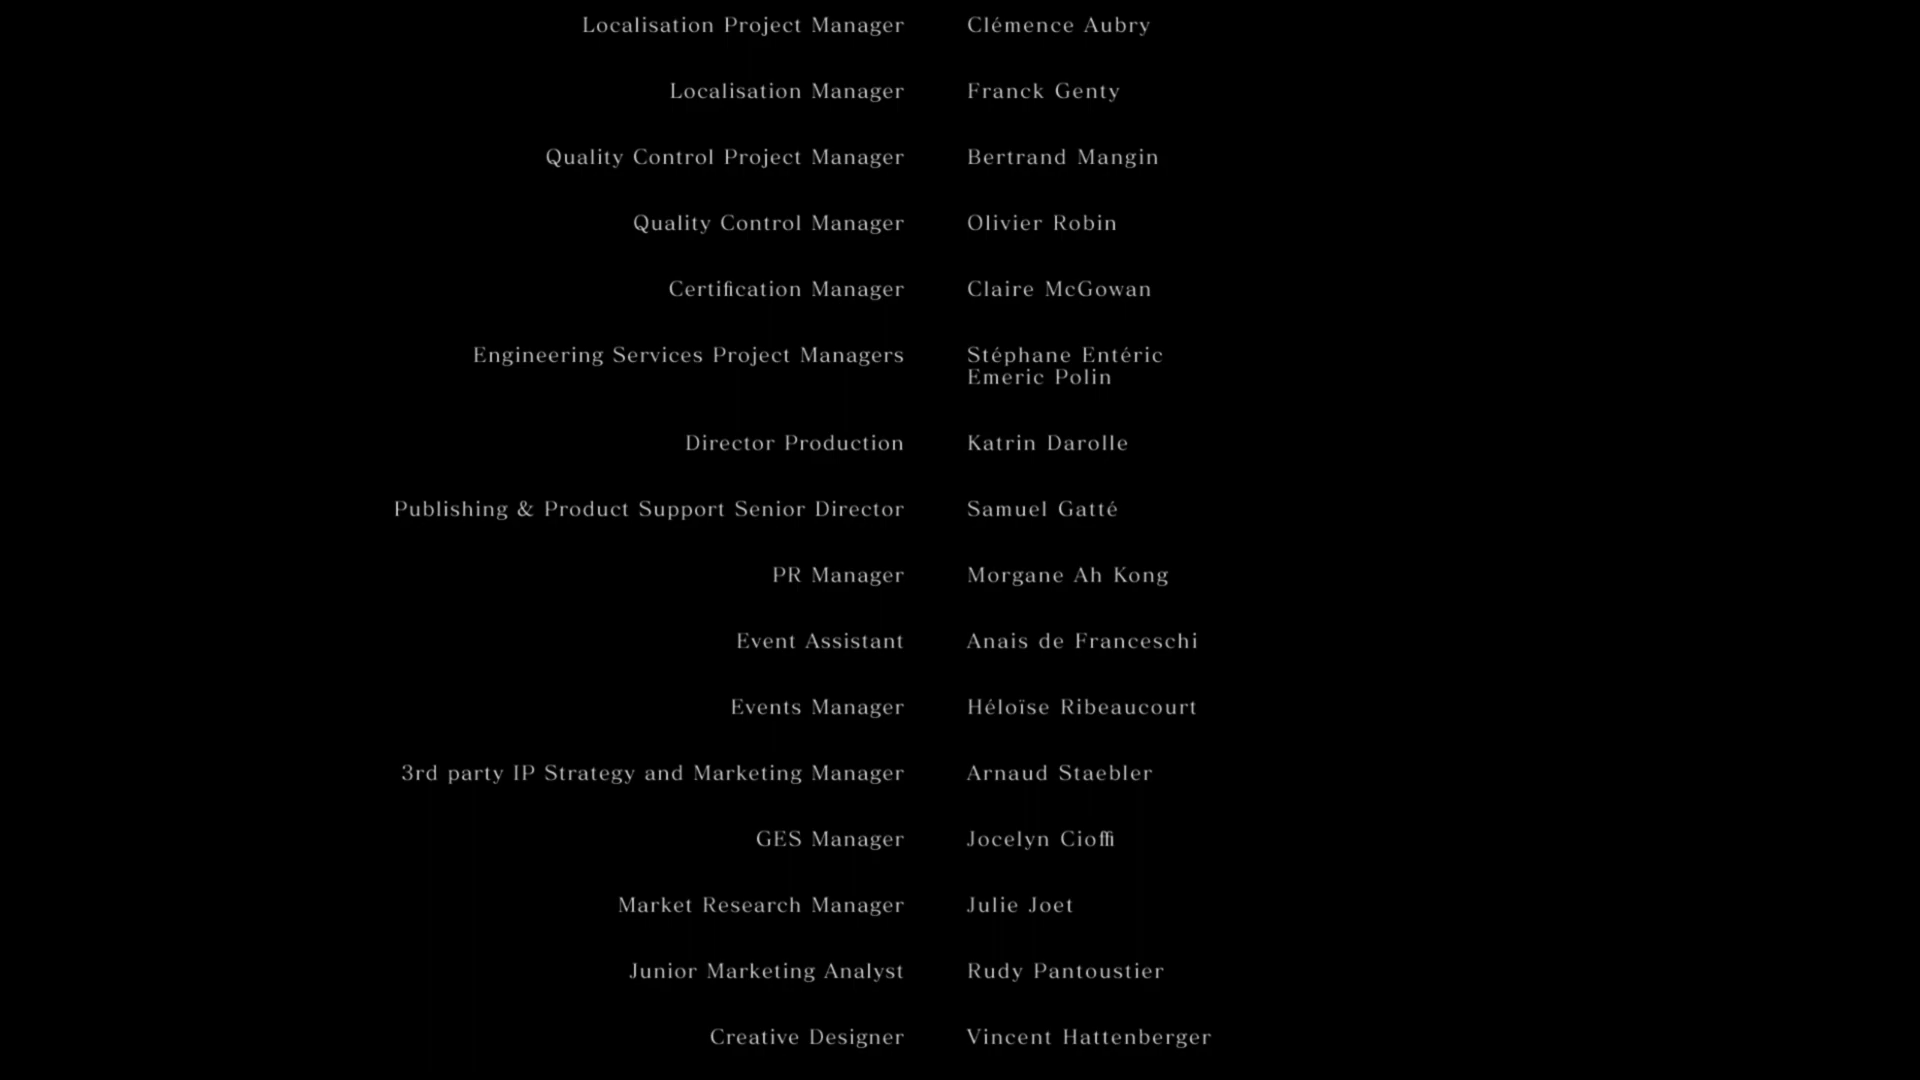 Localisation Project Manager Clémence Aubry
Localisation Manager Franck Genty
Quality Control Project Manager Bertrand Mangin
Quality Control Manager Olivier Robin
Certification Manager Claire McGowan
Engineering Services Project Managers Stéphane Entéric
Emeric Polin
Director Production Katrin Darolle
Publishing & Product Support Senior Director Samuel Gatté
PR Manager Morgane Ah Kong
Event Assistant Anais de Franceschi
Events Manager Héloïse Ribeaucourt
3rd party IP Strategy and Marketing Manager Arnaud Staebler
GES Manager Jocelyn Cioffi
Market Research Manager Julie Joet
Junior Marketing Analyst Rudy Pantoustier
Creative Designer Vincent Hattenberger